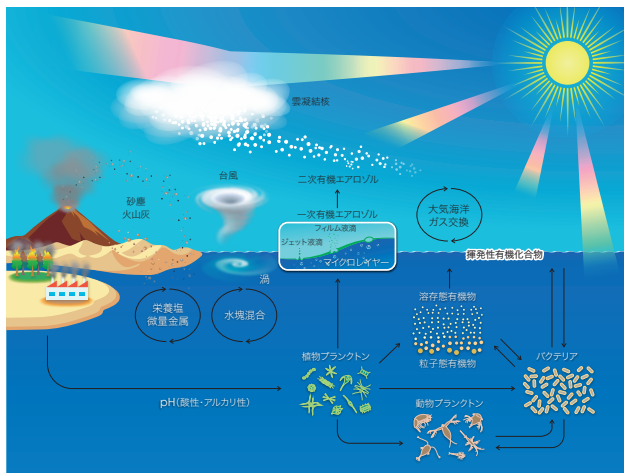 雲凝結核
台風
砂塵
火山灰
二次有機エアロゾル
一次有機エアロゾル
大気海洋
ガス交換
フィルム液滴
ジェット液滴
マイクロレイヤー
揮発性有機化合物
渦
栄養塩
微量金属
水塊混合
溶存態有機物
植物プランクトン
粒子態有機物
バクテリア
pH(酸性・アルカリ性)
動物プランクトン